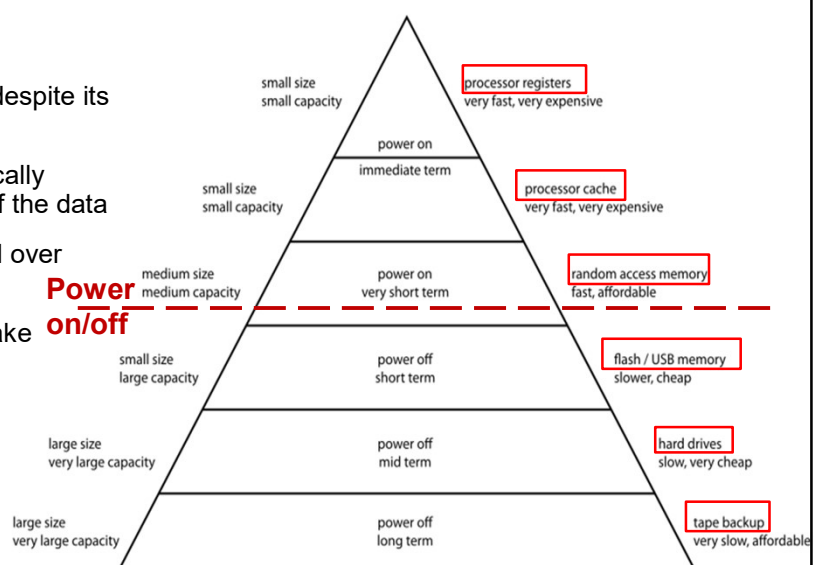 despite its
cally
f the data
l over
ake
Power
on/off
small size
small capacity
processor registers
very fast, very expensive
power on
immediate term
small size
small capacity
processor cache
very fast, very expensive
medium size
medium capacity
power on
very short term
random access memory
fast, affordable
small size
large capacity
power off
short term
flash / USB memory
slower, cheap
large size
very large capacity
power off
mid term
hard drives
slow, very cheap
large size
very large capacity
power off
long term
tape backup
very slow, affordable